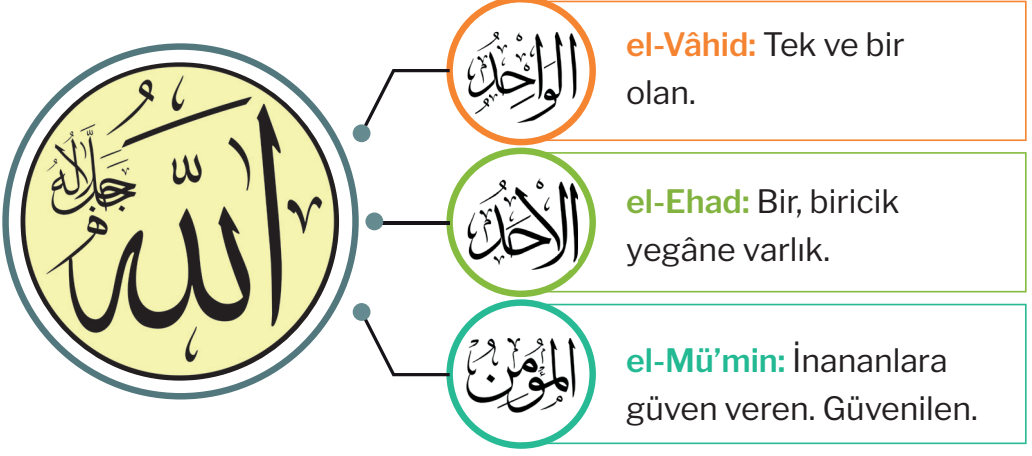 الله
جل جلاله
الواحد
el-Vâhid: Tek ve bir
olan.
الأحد
el-Ehad: Bir, biricik
yegâne varlık.
المؤمن
el-Mü’min: İnananlara
güven veren. Güvenilen.